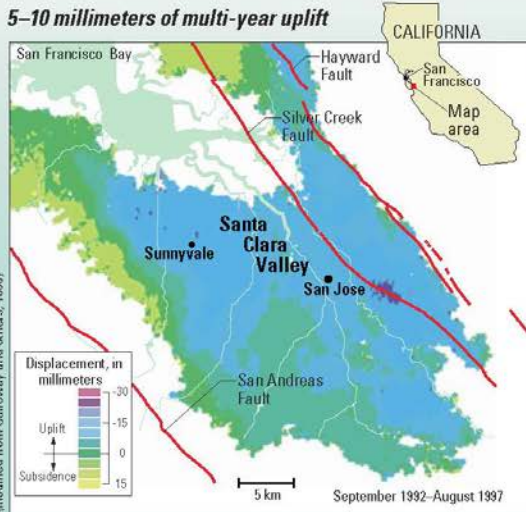 5–10 millimeters of multi-year uplift
CALIFORNIA
San
Francisco
Map
area
San Francisco Bay
Hayward
Fault
Silver Creek
Fault
Santa
Clara
Valley
Sunnyvale
San Jose
Displacement, in
millimeters
-30
-15
0
15
Uplift
Subsidence
San Andreas
Fault
5 km
September 1992–August 1997